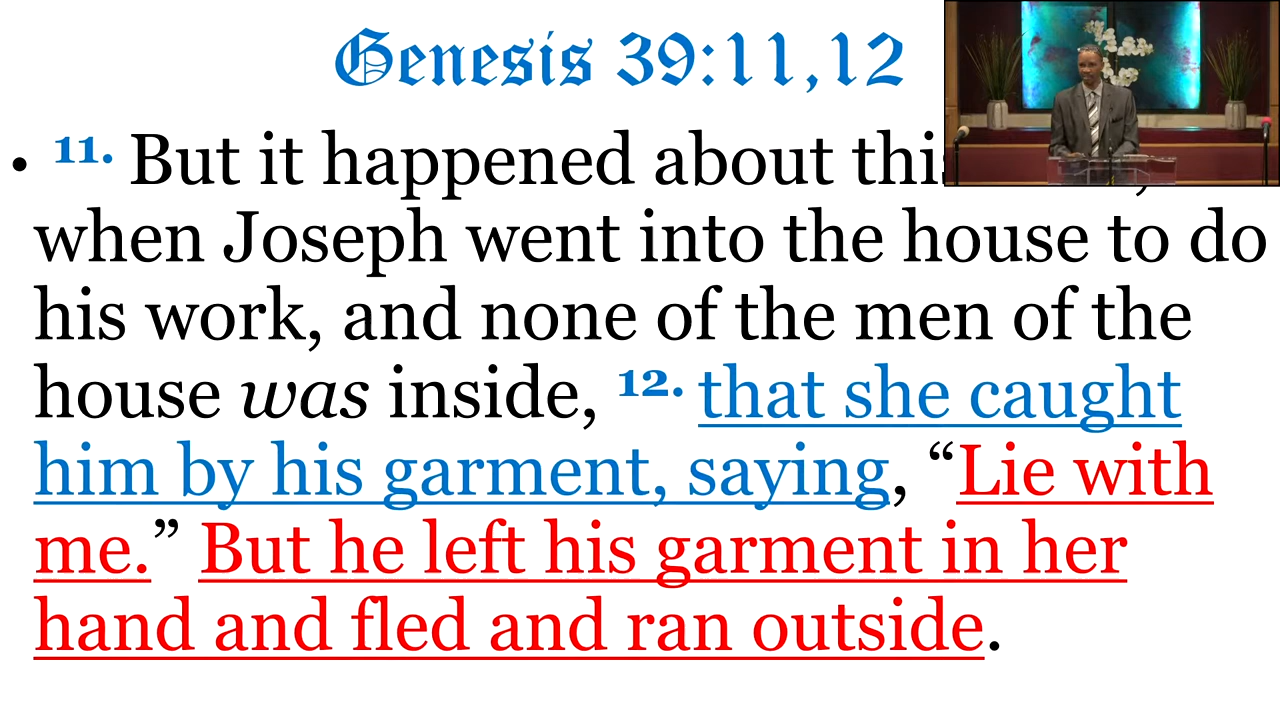 Genesis 39:11,12
• 11. But it happened about this
when Joseph went into the house to do
his work, and none of the men of the
house was inside, 12. that she caught
him by his garment, saying, “Lie with
me.” But he left his garment in her
hand and fled and ran outside.